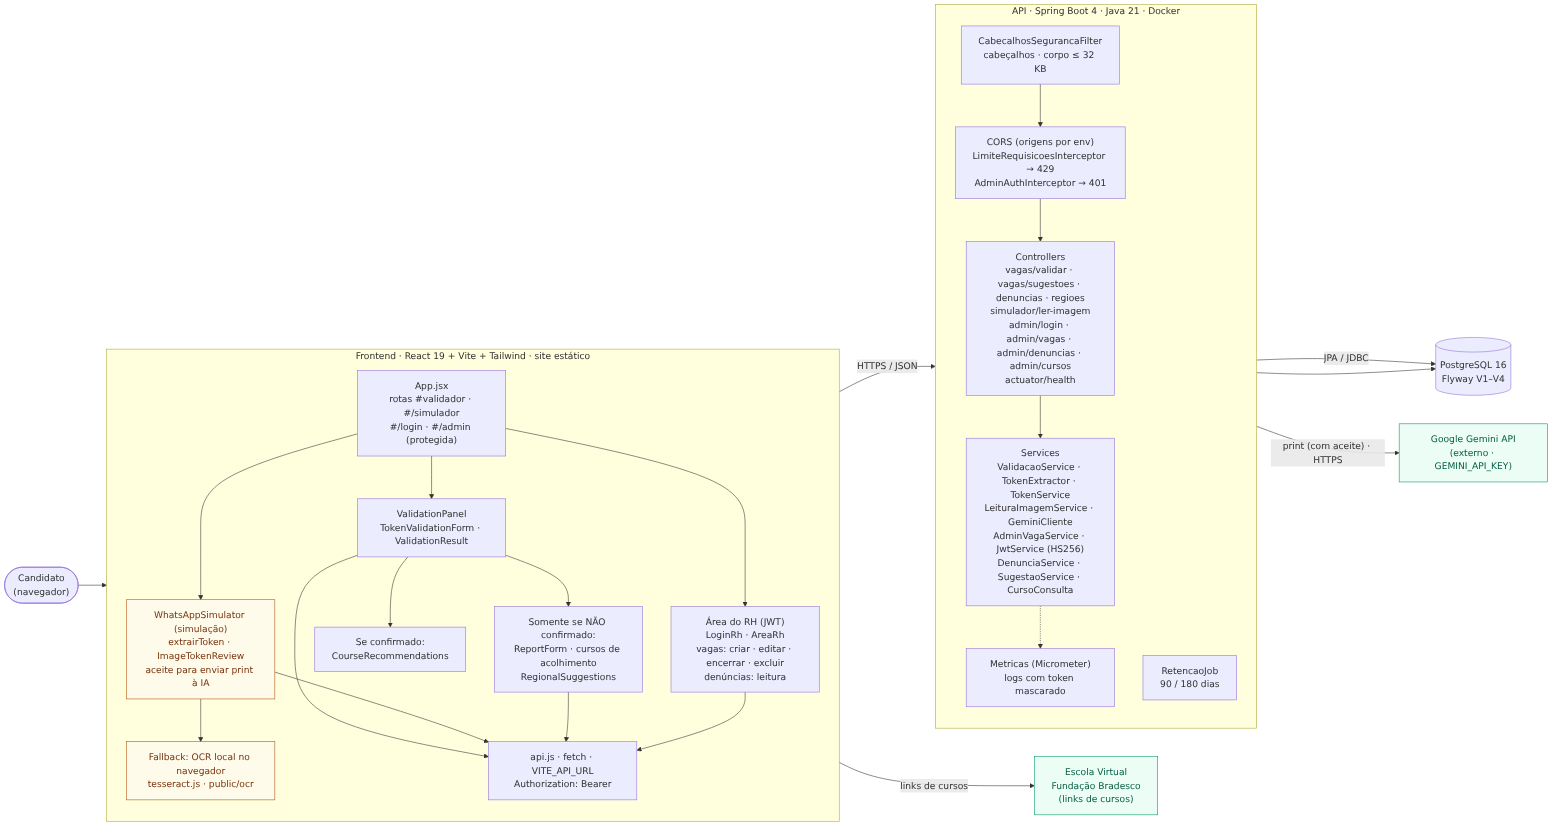 Candidato
(navegador)
Frontend · React 19 + Vite + Tailwind · site estático
App.jsx
rotas #validador ·
#/simulador
#/login · #/admin
(protegida)
ValidationPanel
TokenValidationForm ·
ValidationResult
WhatsAppSimulator
(simulação)
extrairToken ·
ImageTokenReview
aceite para enviar print
à IA
Se confirmado:
CourseRecommendations
Somente se NÃO
confirmado:
ReportForm · cursos de
acolhimento
RegionalSuggestions
Área do RH (JWT)
LoginRh · AreaRh
vagas: criar · editar ·
encerrar · excluir
denúncias: leitura
Fallback: OCR local no
navegador
tesseract.js · public/ocr
api.js · fetch ·
VITE_API_URL
Authorization: Bearer
HTTPS / JSON
links de cursos
API · Spring Boot 4 · Java 21 · Docker
CabecalhosSegurancaFilter
cabeçalhos · corpo ≤ 32
KB
CORS (origens por env)
LimiteRequisicoesInterceptor
→ 429
AdminAuthInterceptor → 401
Controllers
vagas/validar ·
vagas/sugestoes ·
denuncias · regioes
simulador/ler-imagem
admin/login ·
admin/vagas ·
admin/denuncias ·
admin/cursos
actuator/health
Services
ValidacaoService ·
TokenExtractor ·
TokenService
LeituraImagemService ·
GeminiCliente
AdminVagaService ·
JwtService (HS256)
DenunciaService ·
SugestaoService ·
CursoConsulta
Metricas (Micrometer)
logs com token
mascarado
RetencaoJob
90 / 180 dias
Escola Virtual
Fundação Bradesco
(links de cursos)
JPA / JDBC
print (com aceite) ·
HTTPS
PostgreSQL 16
Flyway V1–V4
Google Gemini API
(externo ·
GEMINI_API_KEY)